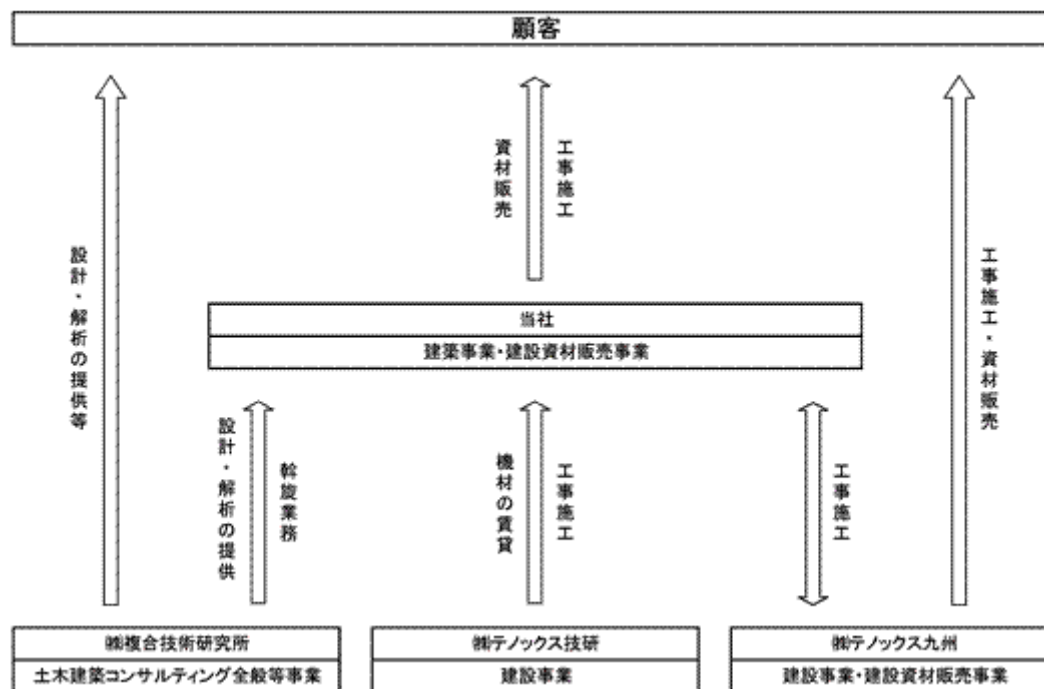 顧客
資材販売
工事施工
設計・解析の提供等
工事施工・資材販売
当社
建築事業・建設資材販売事業
設計・解析の提供
斡旋業務
機材の賃貸
工事施工
工事施工
㈱複合技術研究所
㈱テノックス技研
㈱テノックス九州
土木建築コンサルティング全般等事業
建設事業
建設事業・建設資材販売事業